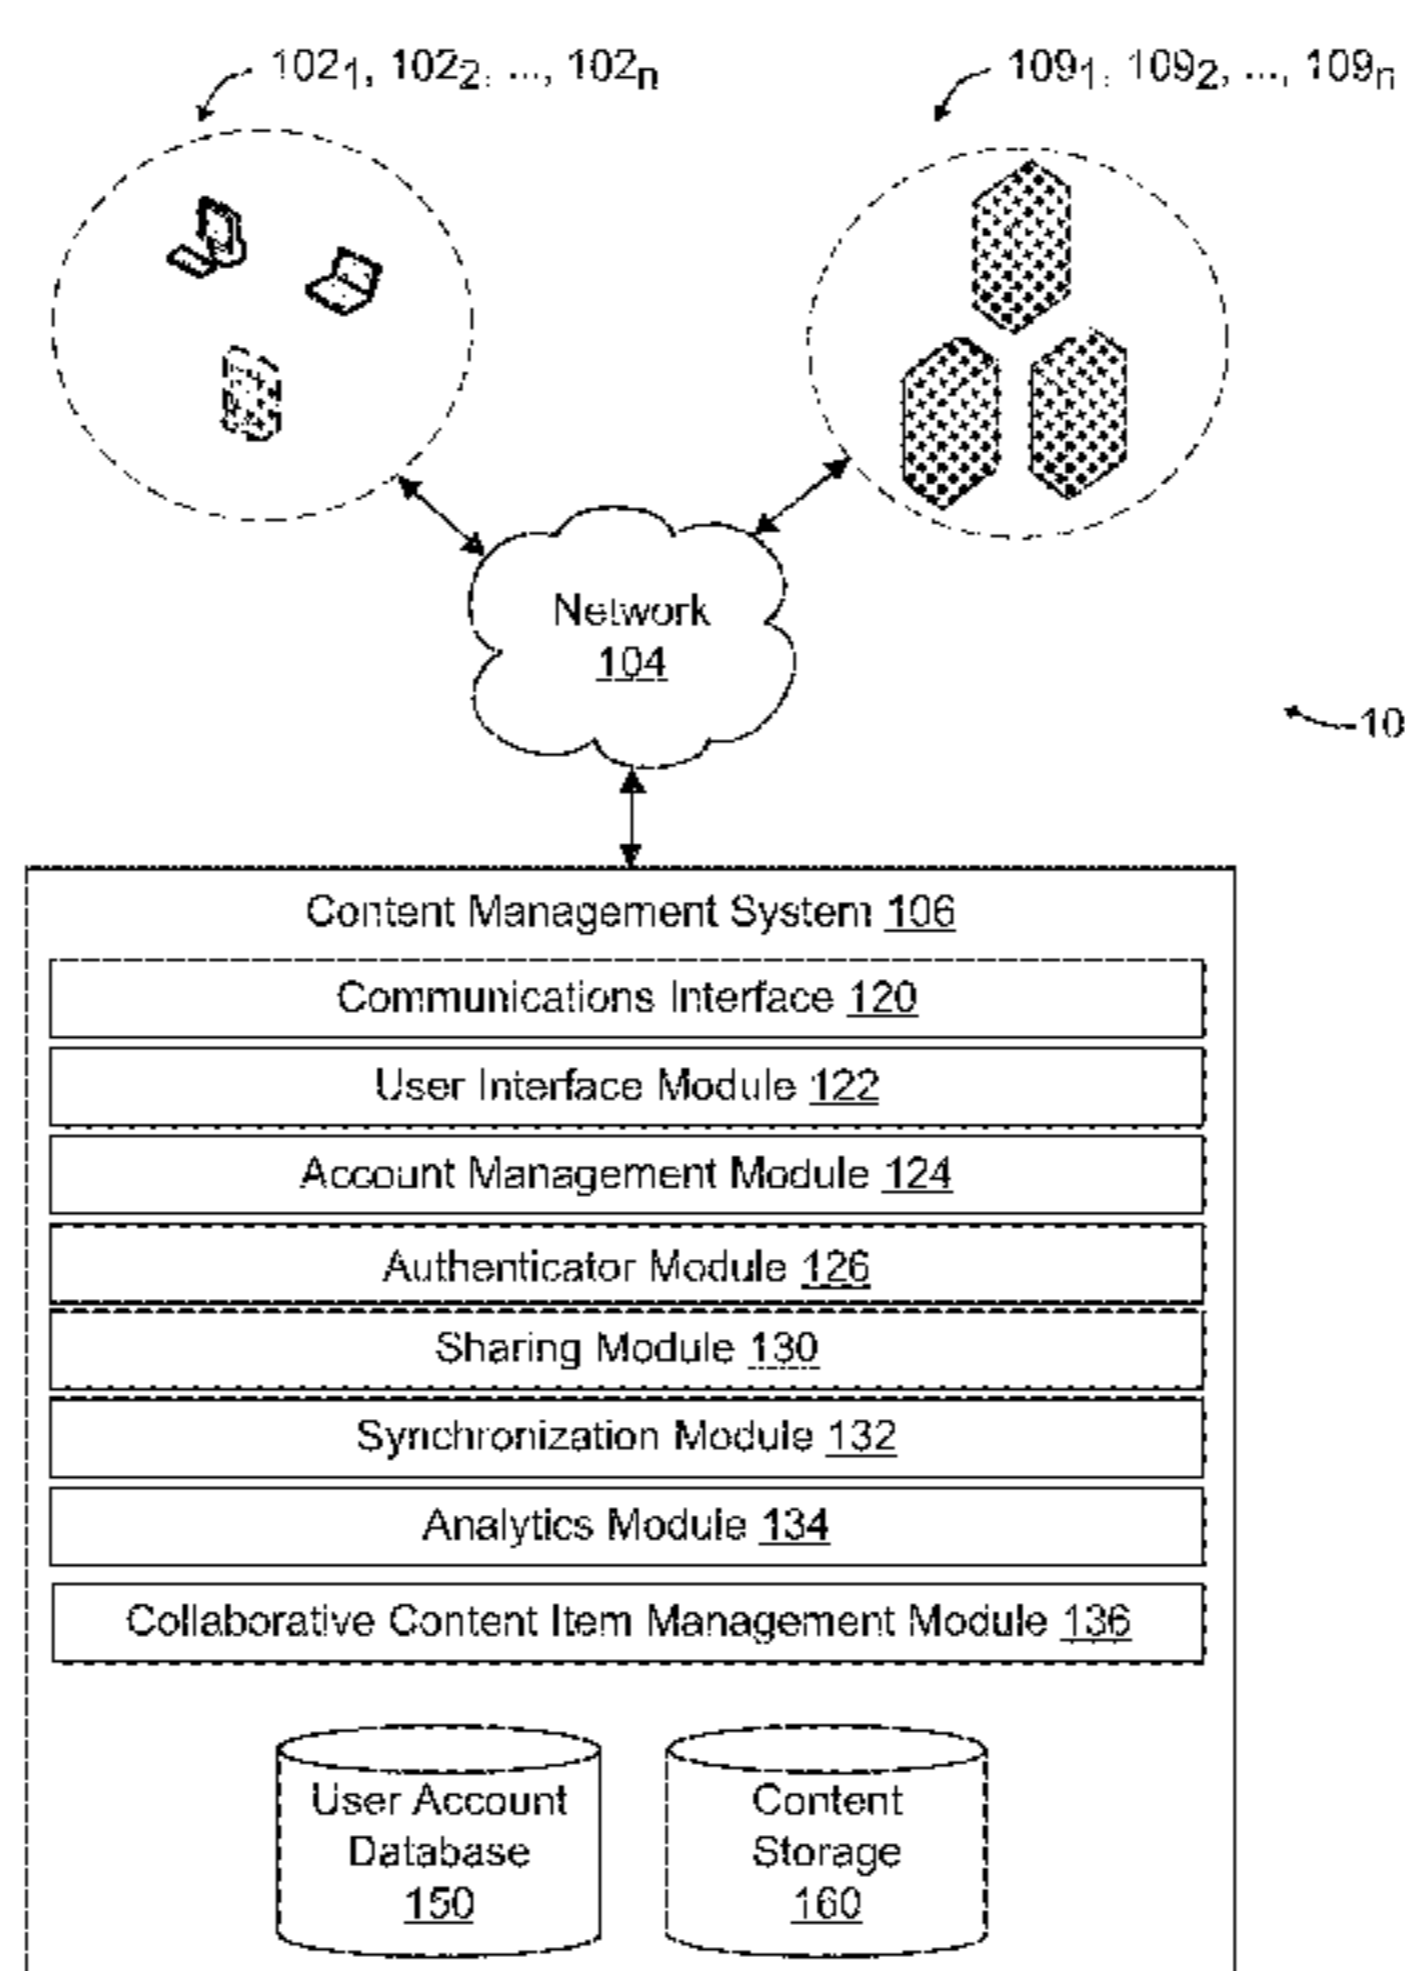 102₁, 102₂, ..., 102ₙ
109₁, 109₂, ..., 109ₙ
Network
104
10
Content Management System 106
Communications Interface 120
User Interface Module 122
Account Management Module 124
Authenticator Module 126
Sharing Module 130
Synchronization Module 132
Analytics Module 134
Collaborative Content Item Management Module 136
User Account
Database
150
Content
Storage
160